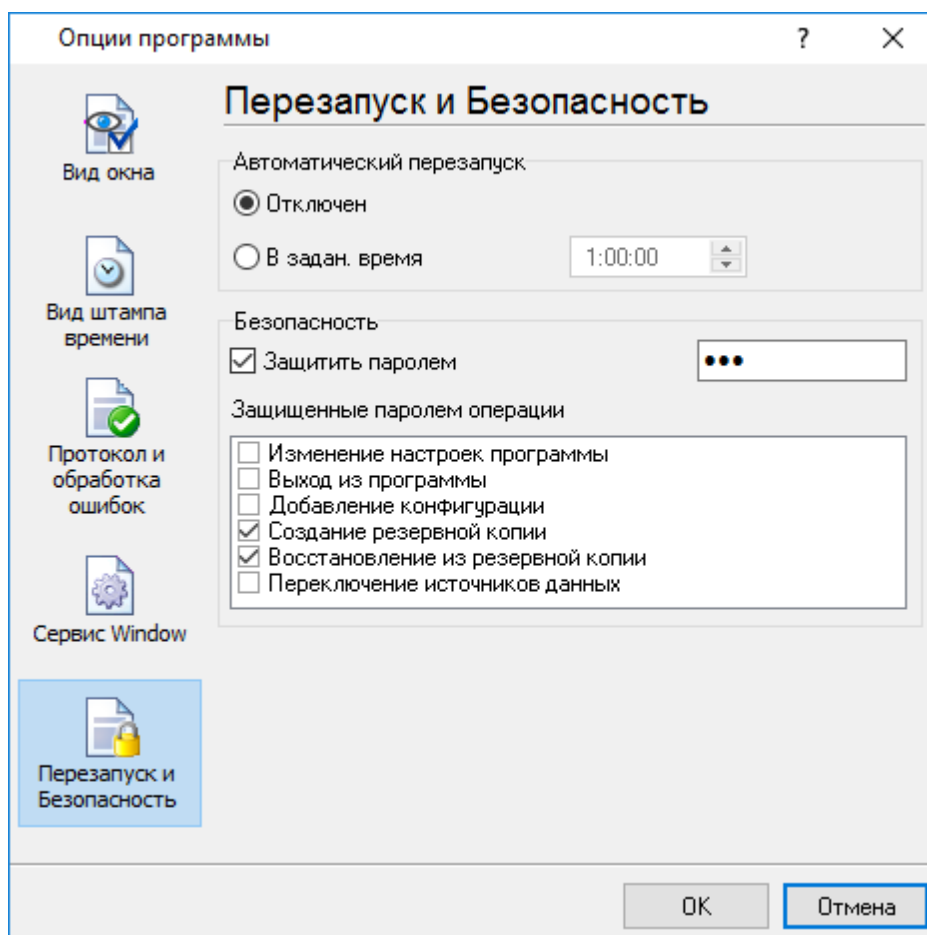 Опции программы
?
Вид окна
Вид штампа
времени
Протокол и
обработка
ошибок
Сервис Window
Перезапуск и
Безопасность
Перезапуск и Безопасность
Автоматический перезапуск
Отключен
В задан. время 1:00:00
Безопасность
Защитить паролем
Защищенные паролем операции
Изменение настроек программы
Выход из программы
Добавление конфигурации
Создание резервной копии
Восстановление из резервной копии
Переключение источников данных
OK Отмена